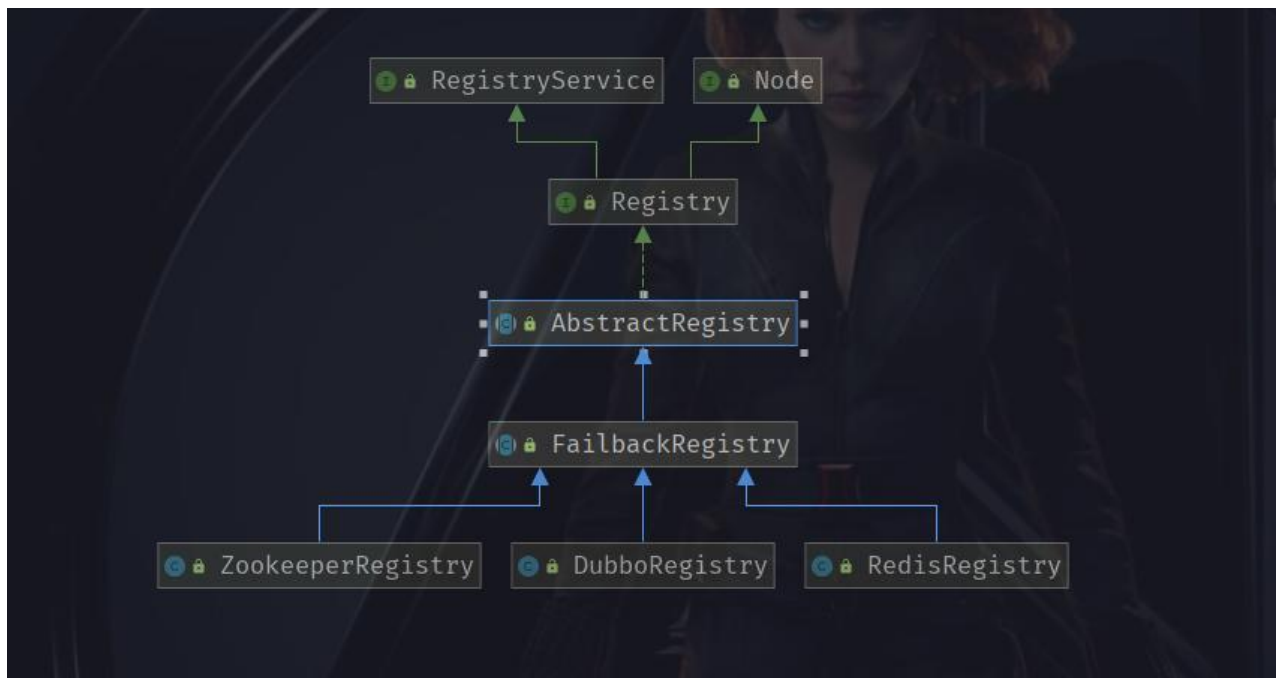 RegistryService
Node
Registry
AbstractRegistry
FailbackRegistry
ZookeeperRegistry
DubboRegistry
RedisRegistry